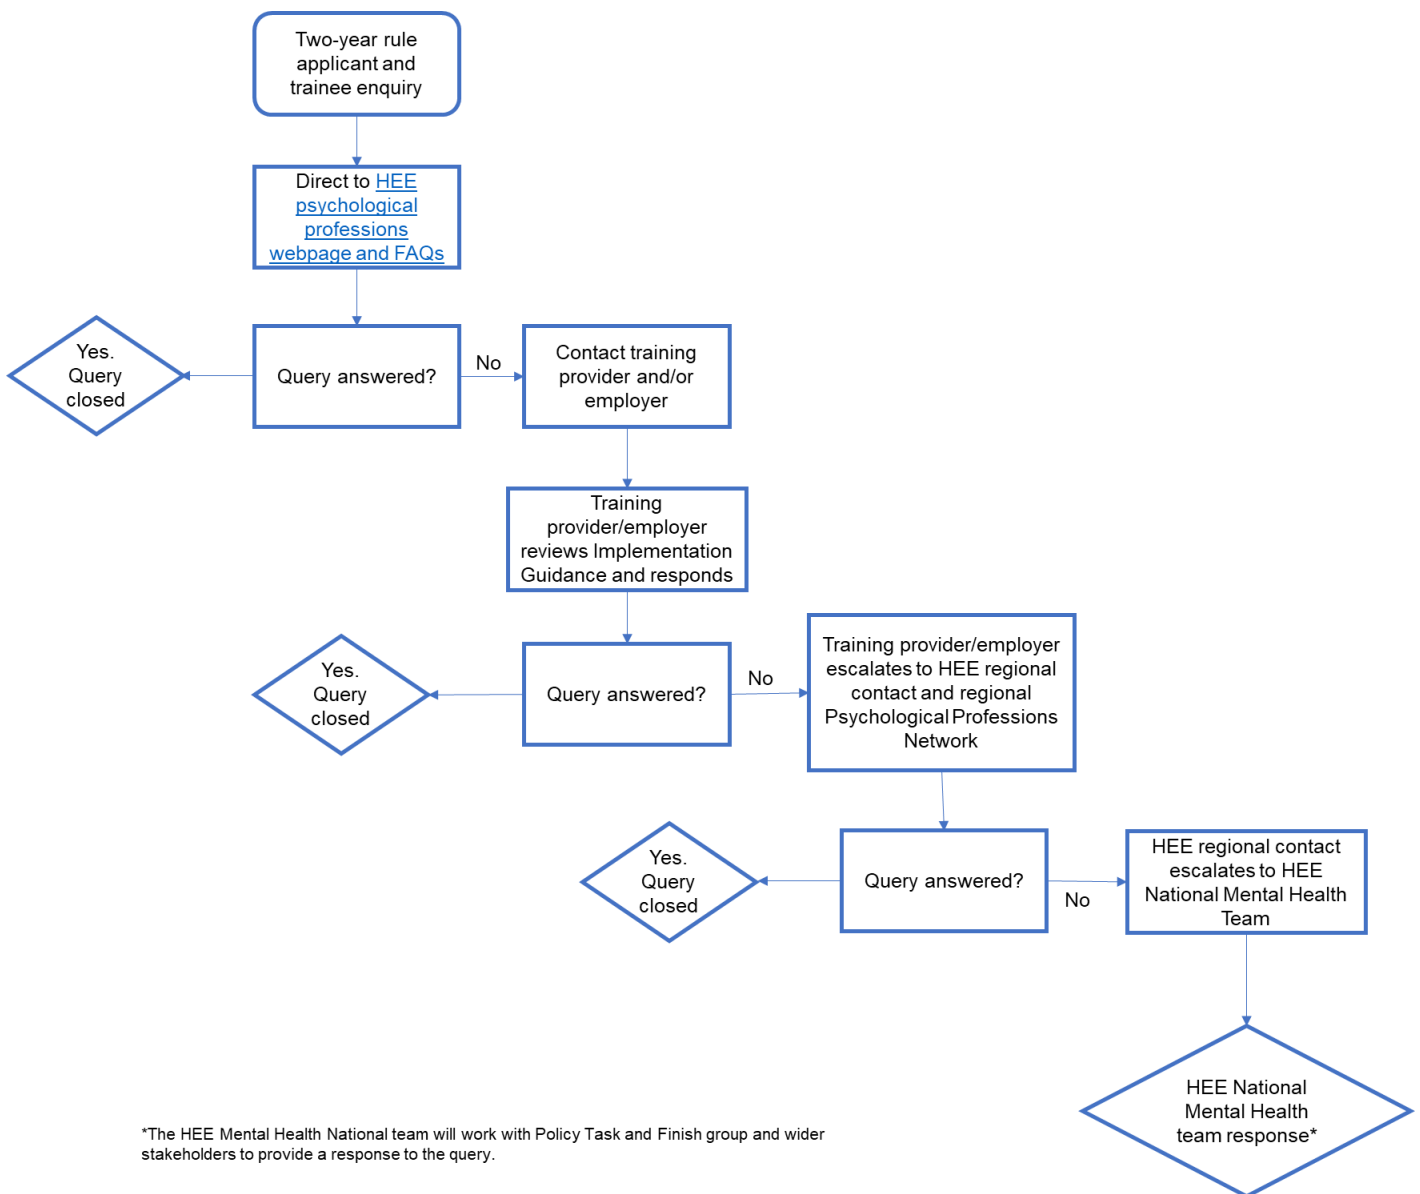 Two-year rule
applicant and
trainee enquiry
Direct to HEE
psychological
professions
webpage and FAQs
Yes.
Query
closed
Query answered?
No
Contact training
provider and/or
employer
Training
provider/employer
reviews Implementation
Guidance and responds
Yes.
Query
closed
Query answered?
No
Training provider/employer
escalates to HEE regional
contact and regional
Psychological Professions
Network
Yes.
Query
closed
Query answered?
No
HEE regional contact
escalates to HEE
National Mental Health
Team
HEE National
Mental Health
team response*
*The HEE Mental Health National team will work with Policy Task and Finish group and wider
stakeholders to provide a response to the query.